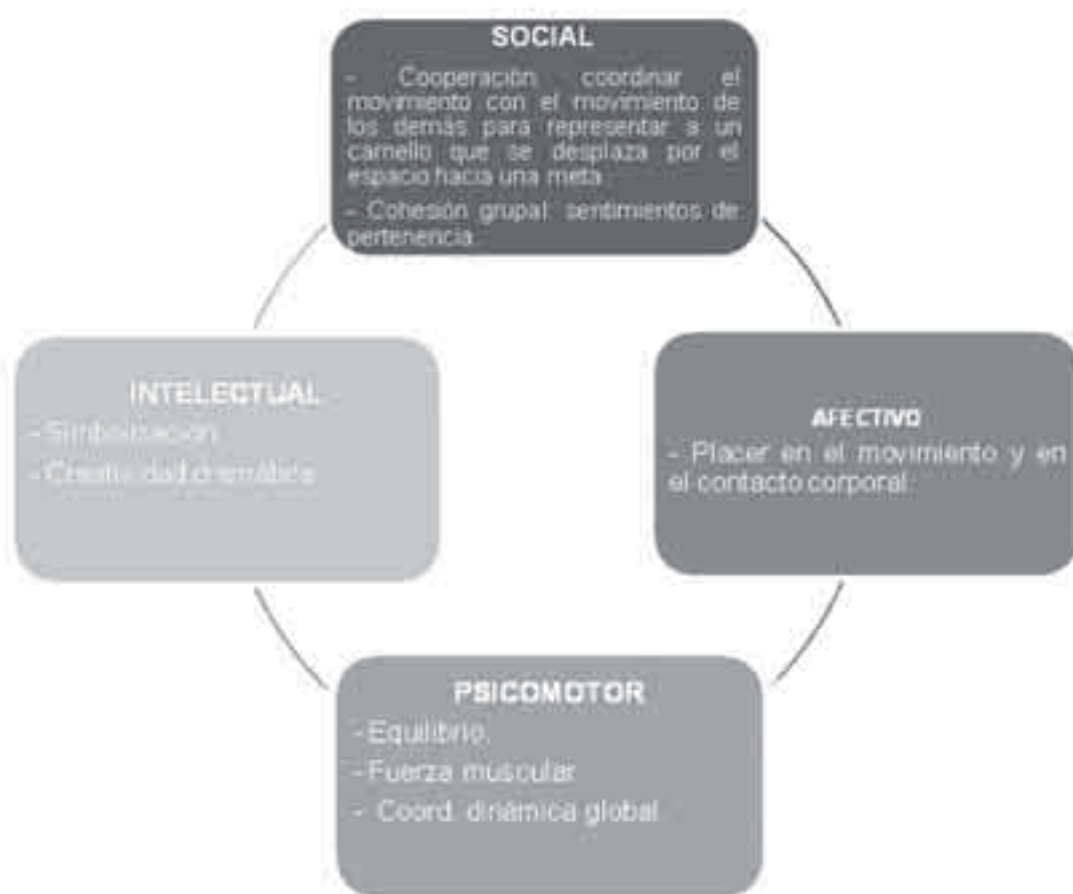 SOCIAL
- Cooperación: coordinar el
movimiento con el movimiento de
los demás para representar a un
camello que se desplaza por el
espacio hacia una meta.
- Cohesión grupal: sentimientos de
pertenencia.
INTELECTUAL
- Simbolización.
- Creatividad dramática.
AFECTIVO
- Placer en el movimiento y en
el contacto corporal.
PSICOMOTOR
- Equilibrio.
- Fuerza muscular.
- Coord. dinámica global.